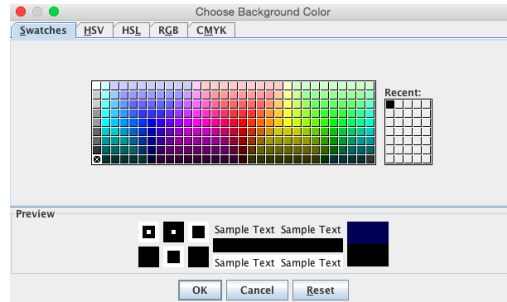 Choose Background Color
Swatches HSV HSL RGB CMYK
Recent:
Preview
Sample Text Sample Text
Sample Text Sample Text
OK Cancel Reset